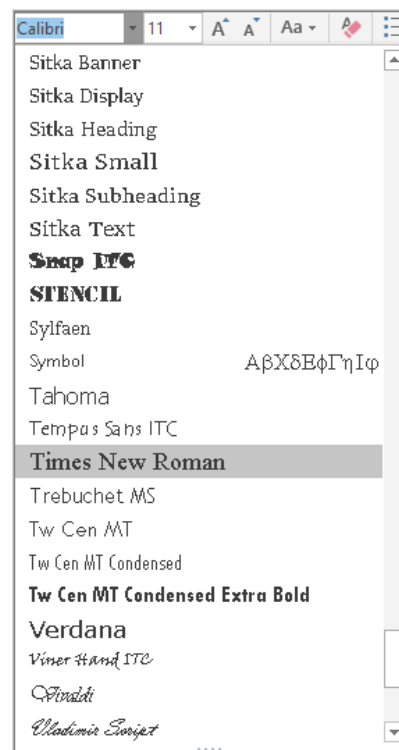 Calibri 11 A A Aa
Sitka Banner
Sitka Display
Sitka Heading
Sitka Small
Sitka Subheading
Sitka Text
Snap ITC
STENCIL
Sylfaen
Symbol ΑβΧδΕφΓηΙφ
Tahoma
Tempus Sans ITC
Times New Roman
Trebuchet MS
Tw Cen MT
Tw Cen MT Condensed
Tw Cen MT Condensed Extra Bold
Verdana
Viner Hand ITC
Vivaldi
Vladimir Script